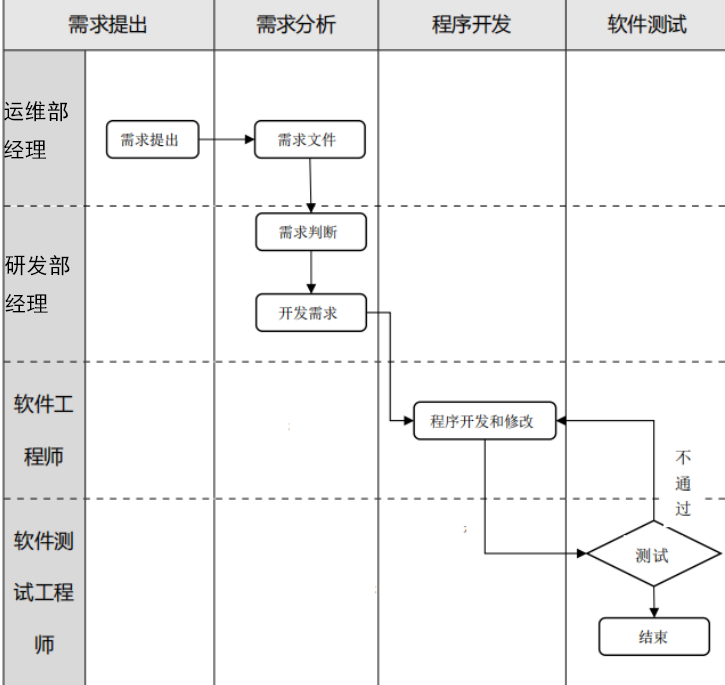 需求提出
需求分析
程序开发
软件测试
运维部
经理
需求提出
需求文件
研发部
经理
需求判断
开发需求
软件工
程师
程序开发和修改
不
通
过
软件测
试工程
师
测试
结束